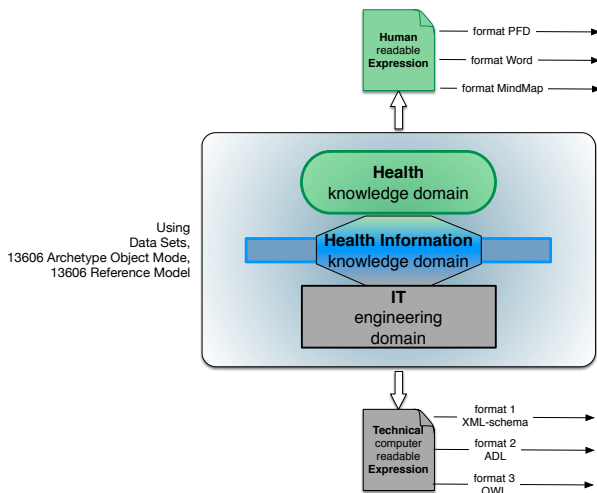 Human
readable
Expression
format PFD
format Word
format MindMap
Health
knowledge domain
Health Information
knowledge domain
IT
engineering
domain
Using
Data Sets,
13606 Archetype Object Mode,
13606 Reference Model
Technical
computer
readable
Expression
format 1
XML-schema
format 2
ADL
format 3
OWL